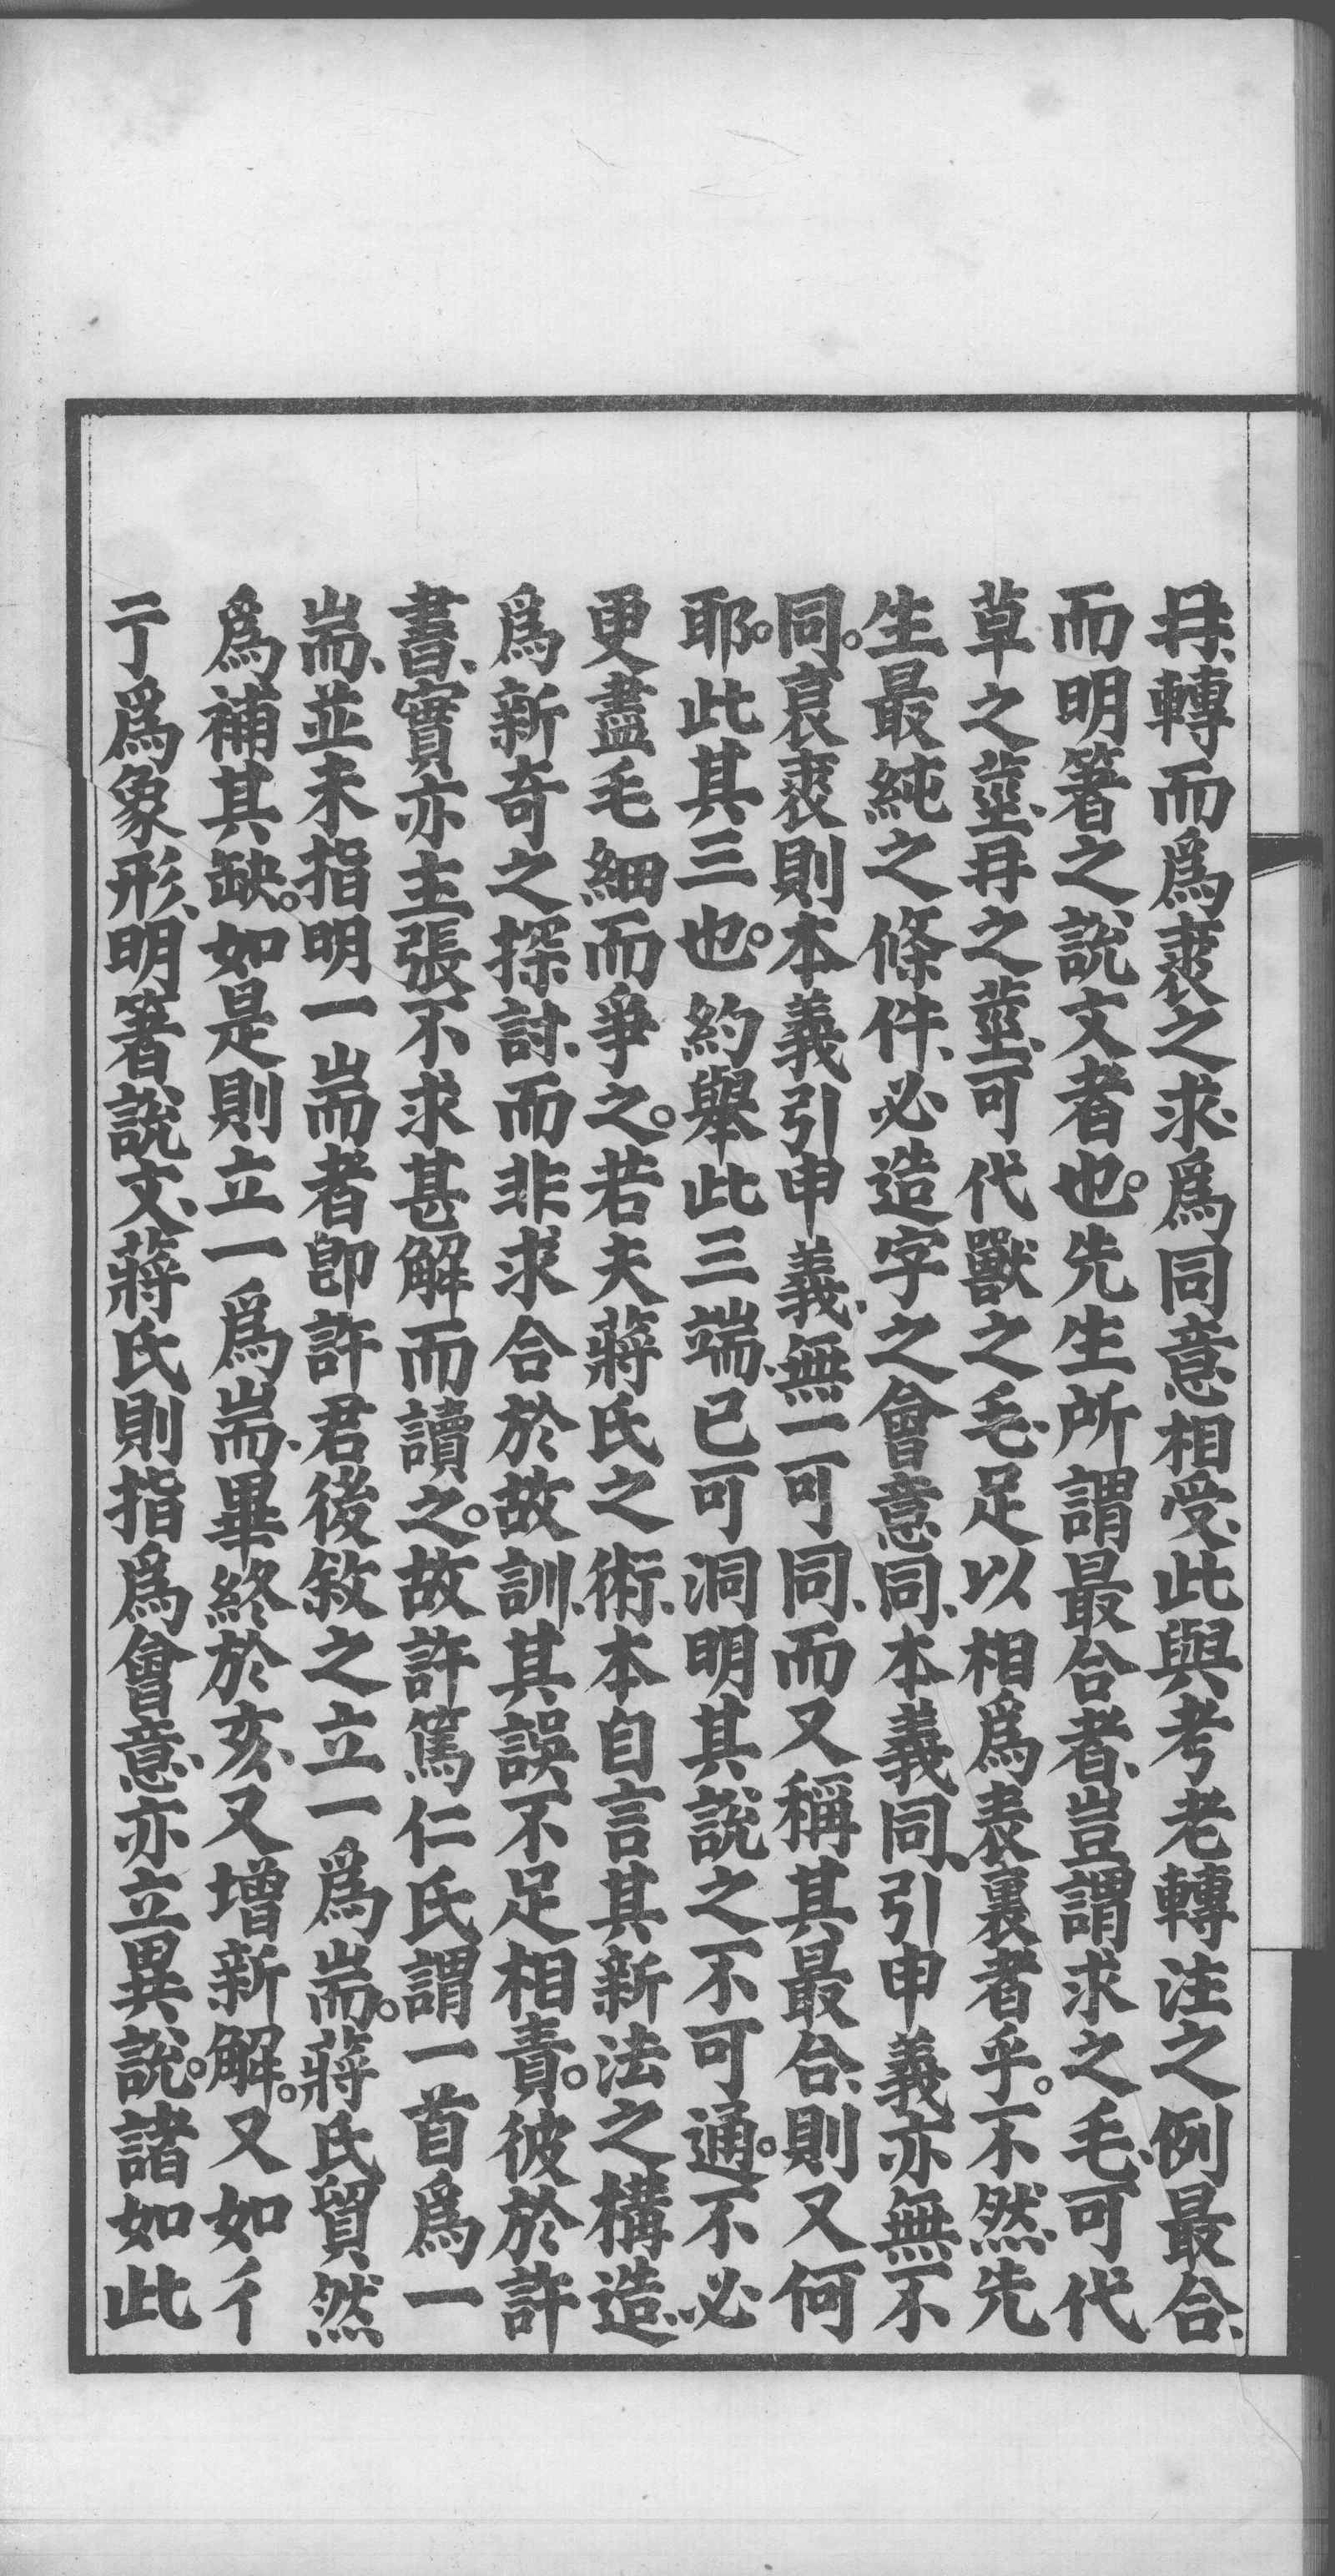 冄、轉而爲裘之求、爲同意相受、此與考老轉注之例最合、
而明箸之說文者也。先生所謂最合者、豈謂求之毛、可代
草之莖、冄之莖、可代獸之毛、足以相爲表裏者乎。不然、先
生最純之條件、必造字之會意同、本義同、引申義亦無不
同。袁裘則本義引申義、無一可同、而又稱其最合、則又何
耶。此其三也。約舉此三端、已可洞明其說之不可通。不必
更盡毛細而爭之。若夫蔣氏之術、本自言其新法之構造、
爲新奇之探討、而非求合於故訓、其誤不足相責。彼於許
書、實亦主張不求甚解而讀之。故許篤仁氏謂一首爲一
耑、並未指明一耑者、卽許君後敘之立一爲耑。蔣氏貿然
爲補其缺。如是則立一爲耑、畢終於亥、又增新解。又如彳
亍爲象形、明箸說文、蔣氏則指爲會意、亦立異說。諸如此